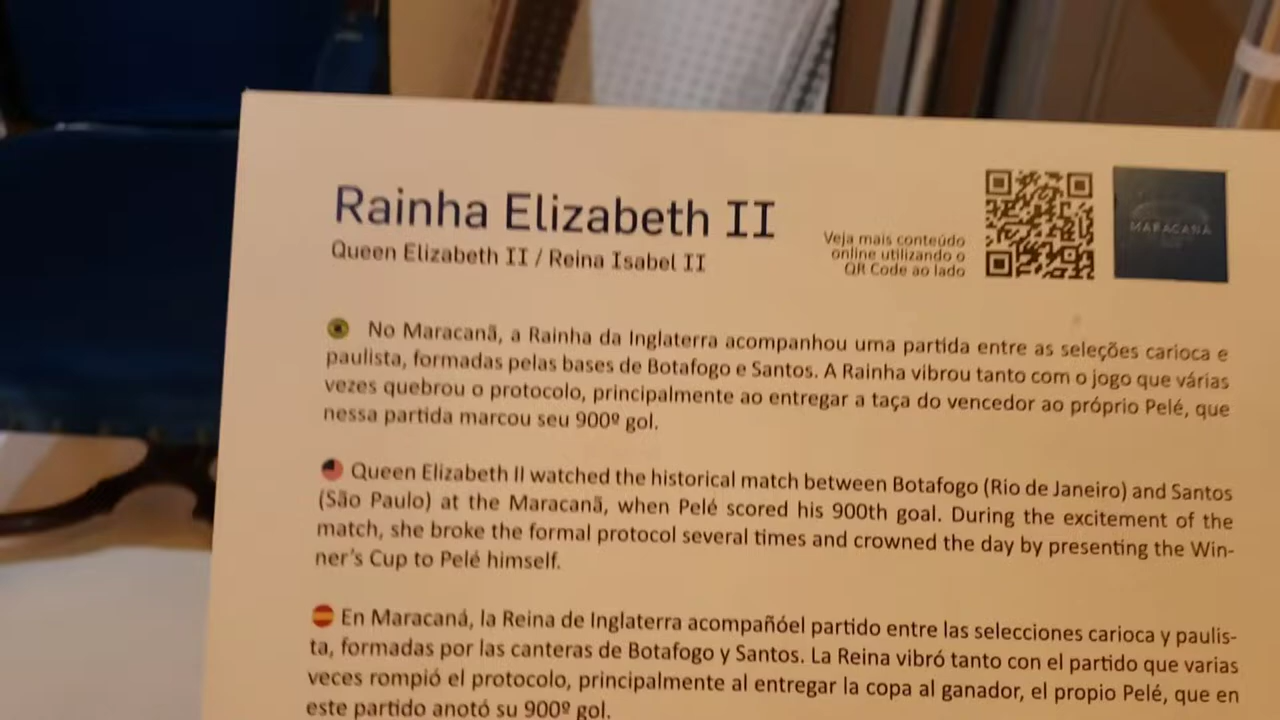 Rainha Elizabeth II
Queen Elizabeth II / Reina Isabel II
Veja mais conteúdo
online utilizando o
QR Code ao lado
MARACANÃ
No Maracanã, a Rainha da Inglaterra acompanhou uma partida entre as seleções carioca e
paulista, formadas pelas bases de Botafogo e Santos. A Rainha vibrou tanto com o jogo que várias
vezes quebrou o protocolo, principalmente ao entregar a taça do vencedor ao próprio Pelé, que
nessa partida marcou seu 900º gol.
Queen Elizabeth II watched the historical match between Botafogo (Rio de Janeiro) and Santos
(São Paulo) at the Maracanã, when Pelé scored his 900th goal. During the excitement of the
match, she broke the formal protocol several times and crowned the day by presenting the Win-
ner's Cup to Pelé himself.
En Maracaná, la Reina de Inglaterra acompañóel partido entre las selecciones carioca y paulis-
ta, formadas por las canteras de Botafogo y Santos. La Reina vibró tanto con el partido que varias
veces rompió el protocolo, principalmente al entregar la copa al ganador, el propio Pelé, que en
este partido anotó su 900º gol.